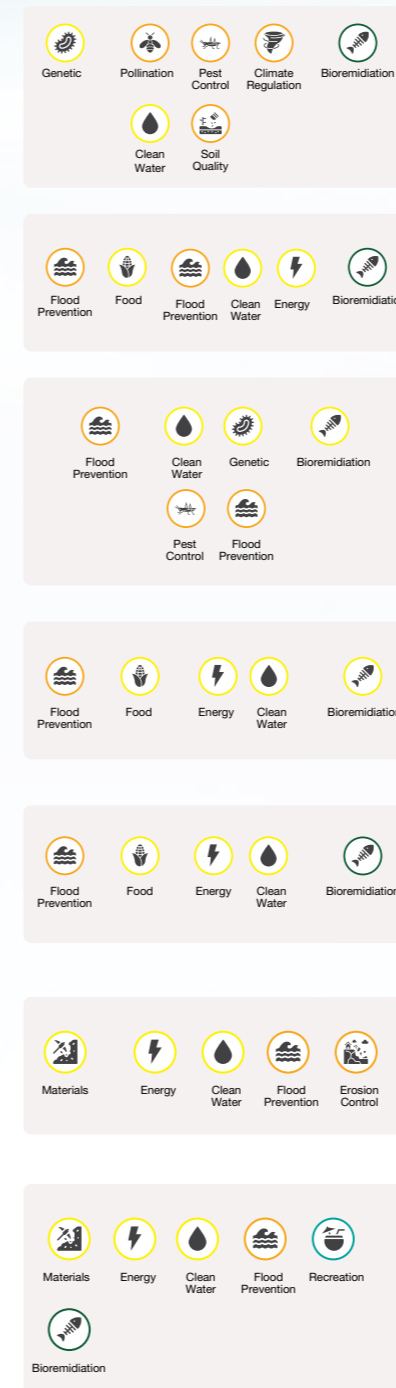 Genetic
Pollination
Pest
Control
Climate
Regulation
Bioremidiation
Clean
Water
Soil
Quality
Flood
Prevention
Food
Flood
Prevention
Clean
Water
Energy
Bioremidiatio
Flood
Prevention
Clean
Water
Genetic
Bioremidiation
Pest
Control
Flood
Prevention
Flood
Prevention
Food
Energy
Clean
Water
Bioremidiation
Flood
Prevention
Food
Energy
Clean
Water
Bioremidiation
Materials
Energy
Clean
Water
Flood
Prevention
Erosion
Control
Materials
Energy
Clean
Water
Flood
Prevention
Recreation
Bioremidiation